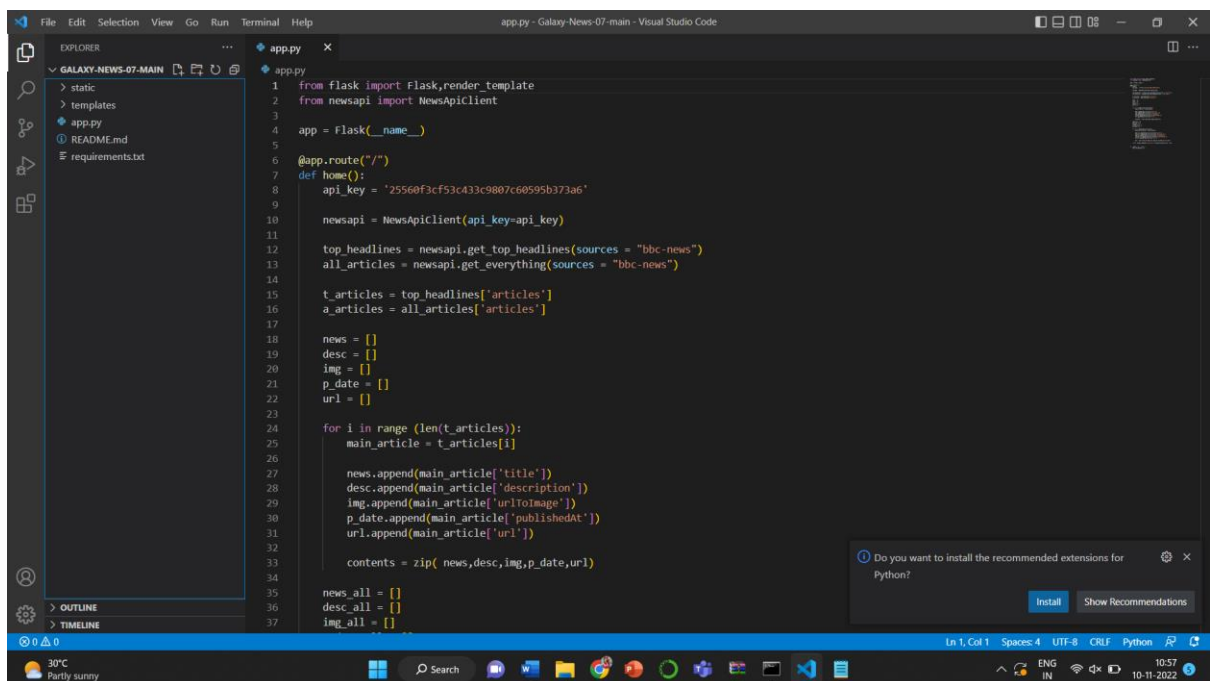 File Edit Selection View Go Run Terminal Help
app.py - Galaxy-News-07-main - Visual Studio Code
EXPLORER
GALAXY-NEWS-07-MAIN
static
templates
app.py
README.md
requirements.txt
OUTLINE
TIMELINE
app.py
app.py
1 from flask import Flask,render_template
2 from newsapi import NewsApiClient
3
4 app = Flask(__name__)
5
6 @app.route("/")
7 def home():
8 api_key = '25560f3cf53c433c9807c60595b373a6'
9
10 newsapi = NewsApiClient(api_key=api_key)
11
12 top_headlines = newsapi.get_top_headlines(sources = "bbc-news")
13 all_articles = newsapi.get_everything(sources = "bbc-news")
14
15 t_articles = top_headlines['articles']
16 a_articles = all_articles['articles']
17
18 news = []
19 desc = []
20 img = []
21 p_date = []
22 url = []
23
24 for i in range (len(t_articles)):
25 main_article = t_articles[i]
26
27 news.append(main_article['title'])
28 desc.append(main_article['description'])
29 img.append(main_article['urlToImage'])
30 p_date.append(main_article['publishedAt'])
31 url.append(main_article['url'])
32
33 contents = zip( news,desc,img,p_date,url)
34
35 news_all = []
36 desc_all = []
37 img_all = []
Do you want to install the recommended extensions for
Python?
Install Show Recommendations
0 0
Ln 1, Col 1 Spaces: 4 UTF-8 CRLF Python
30°C
Partly sunny
Search
ENG
IN
10:57
10-11-2022